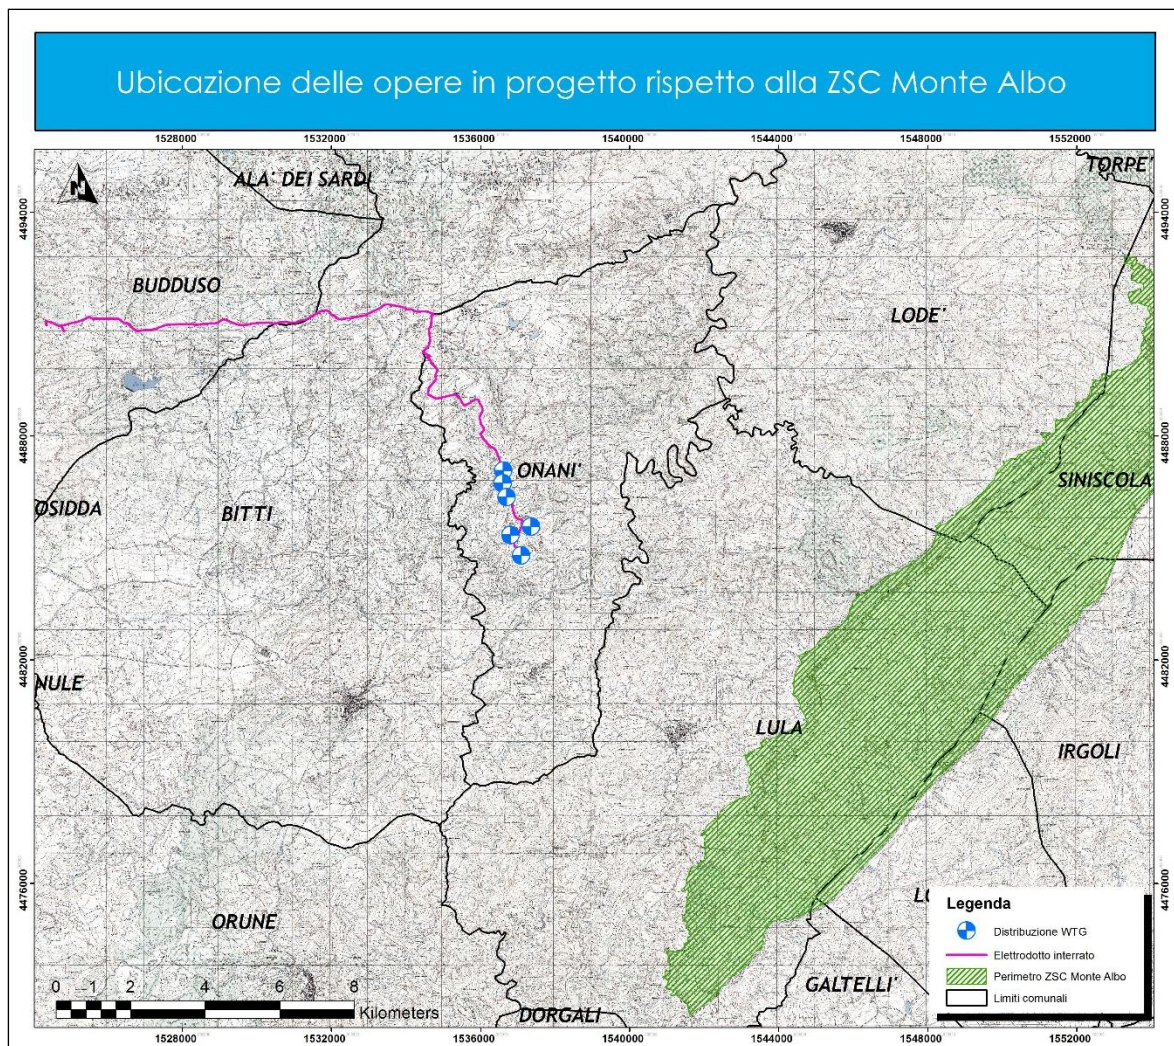 Ubicazione delle opere in progetto rispetto alla ZSC Monte Albo
1528000 1532000 1536000 1540000 1544000 1548000 1552000
N
TORPE'
ALA' DEI SARDI
4494000 4494000
BUDDUSO
LODE'
4488000 4488000
ONANI'
SINISCOLA
OSIDDA
BITTI
4482000 4482000
NULE
LULA
IRGOLI
4476000 4476000
ORUNE
GALTELLI'
DORGALI
Legenda
Distribuzione WTG
Elettrodotto interrato
Perimetro ZSC Monte Albo
Limiti comunali
0 1 2 4 6 8
Kilometers
1528000 1532000 1536000 1540000 1544000 1548000 1552000